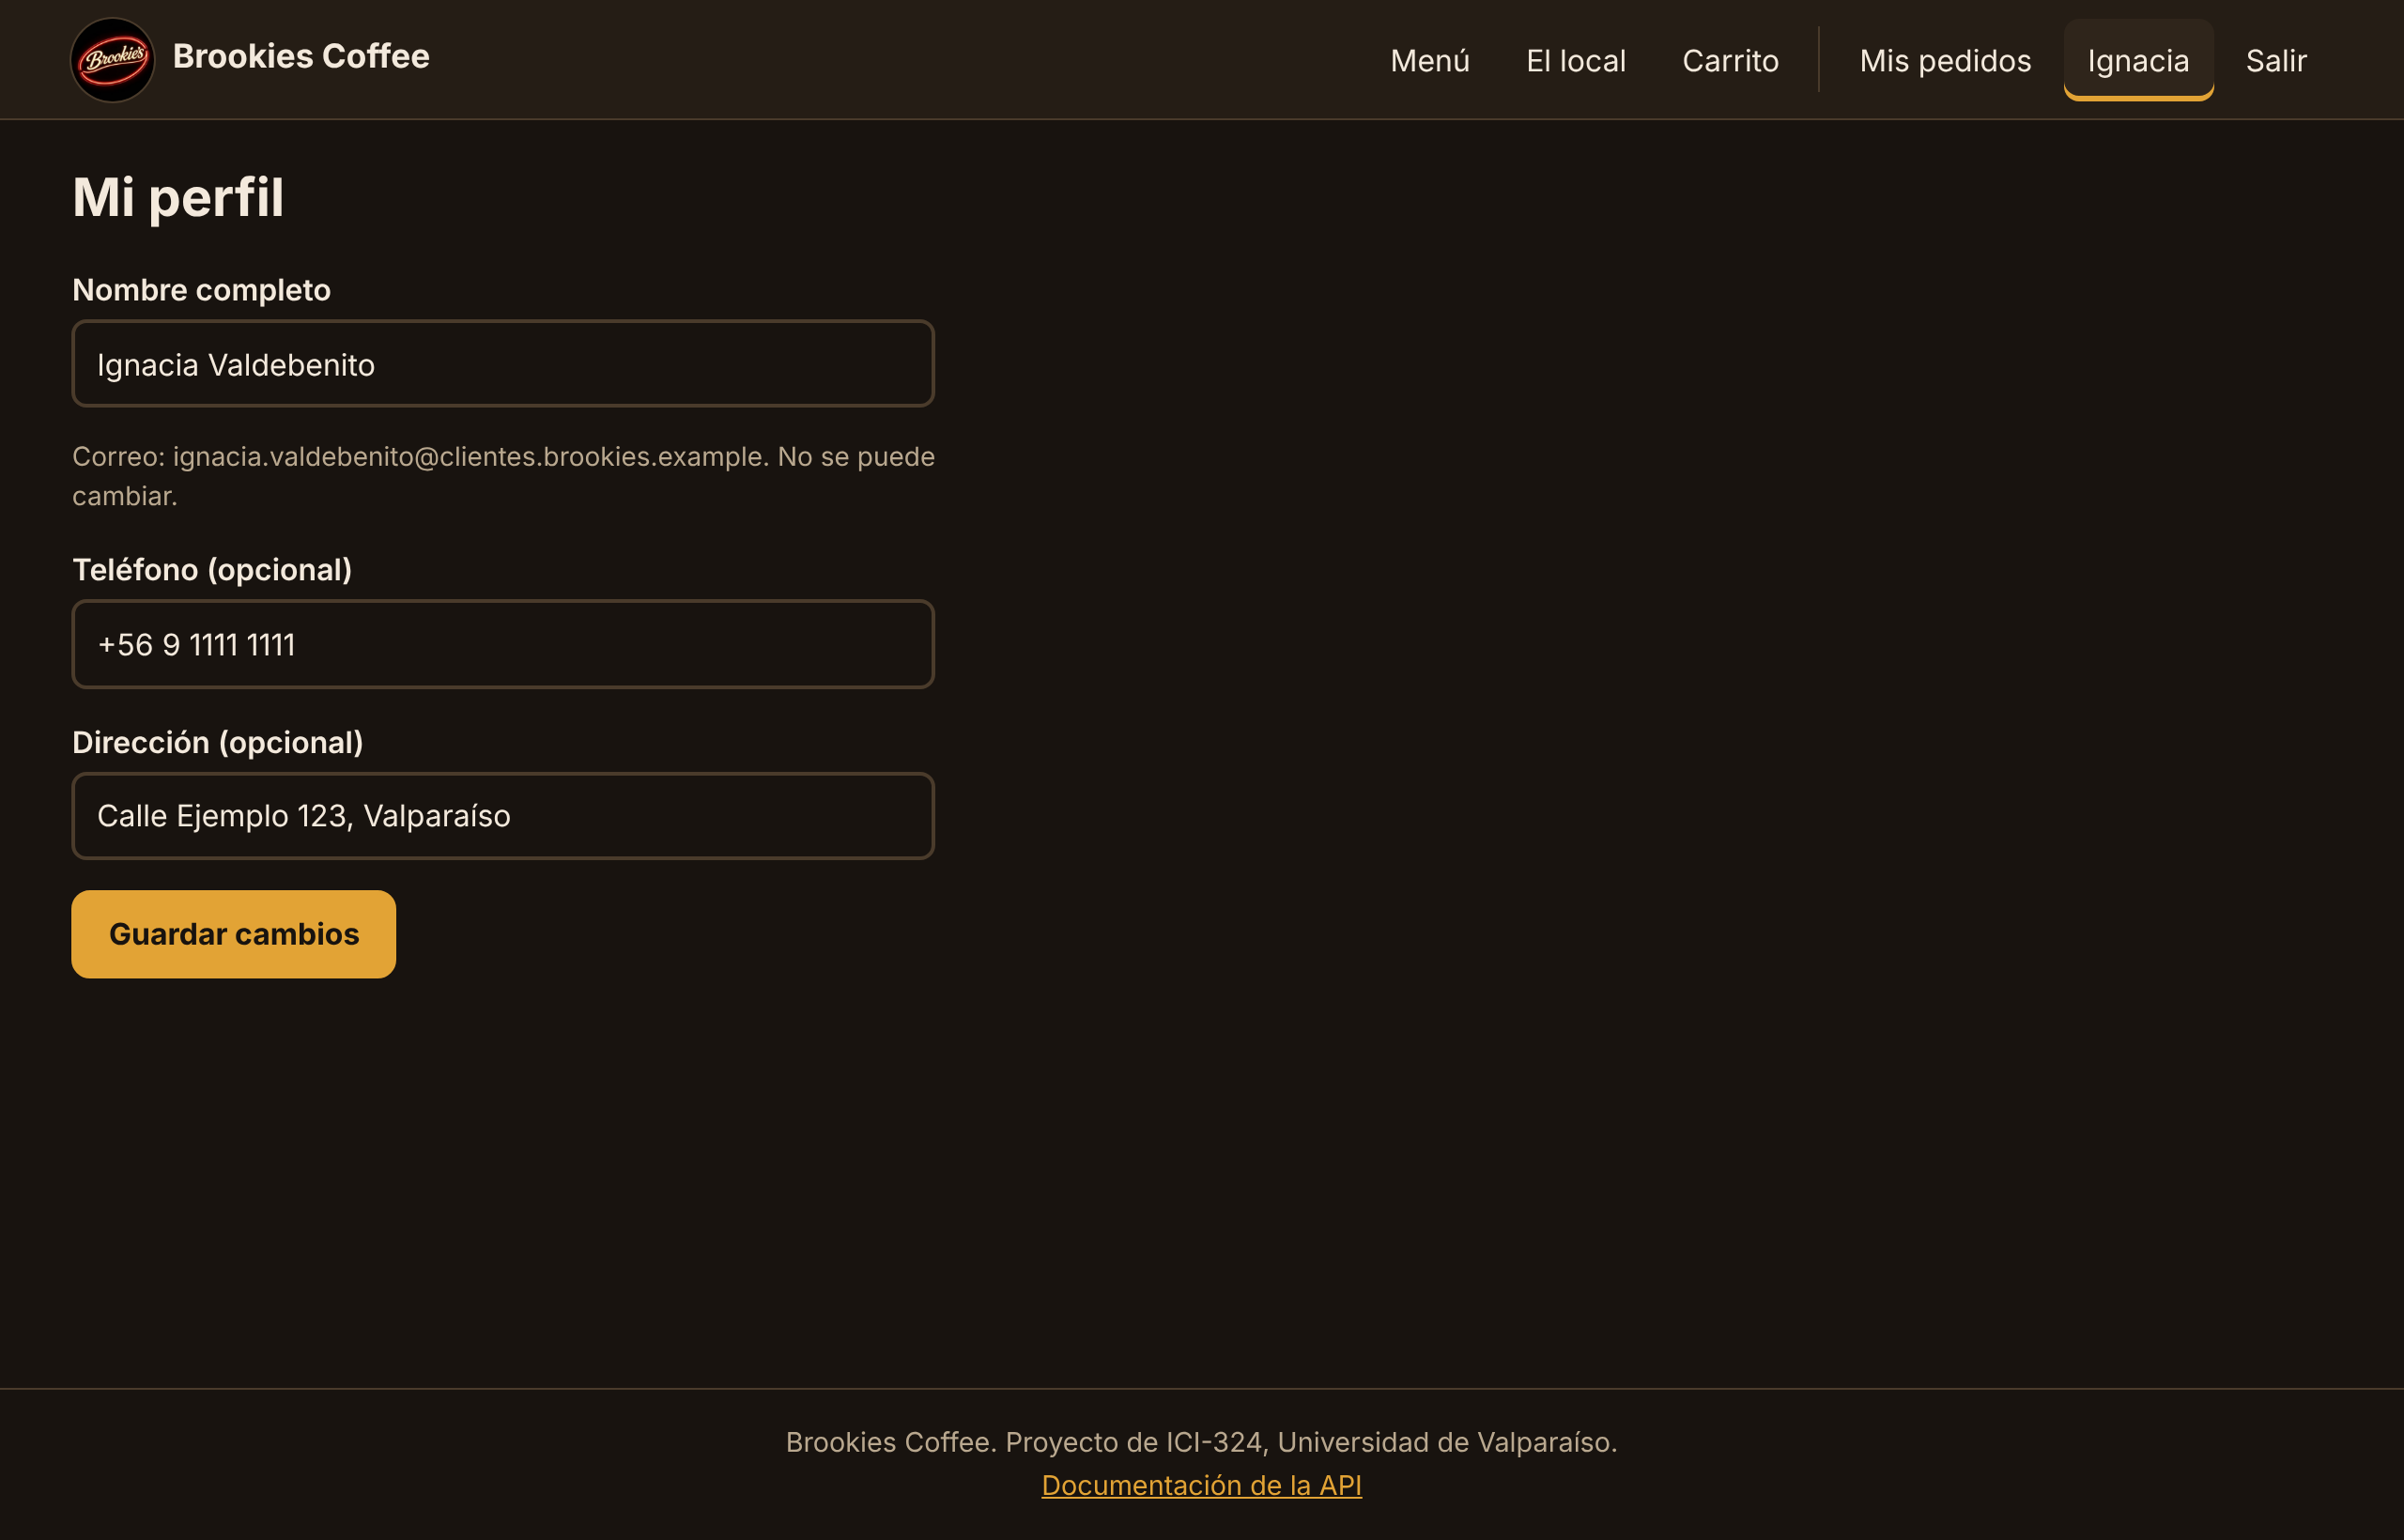 Brookies
Brookies Coffee
Menú
El local
Carrito
Mis pedidos
Ignacia
Salir
Mi perfil
Nombre completo
Ignacia Valdebenito
Correo: ignacia.valdebenito@clientes.brookies.example. No se puede
cambiar.
Teléfono (opcional)
+56 9 1111 1111
Dirección (opcional)
Calle Ejemplo 123, Valparaíso
Guardar cambios
Brookies Coffee. Proyecto de ICI-324, Universidad de Valparaíso.
Documentación de la API